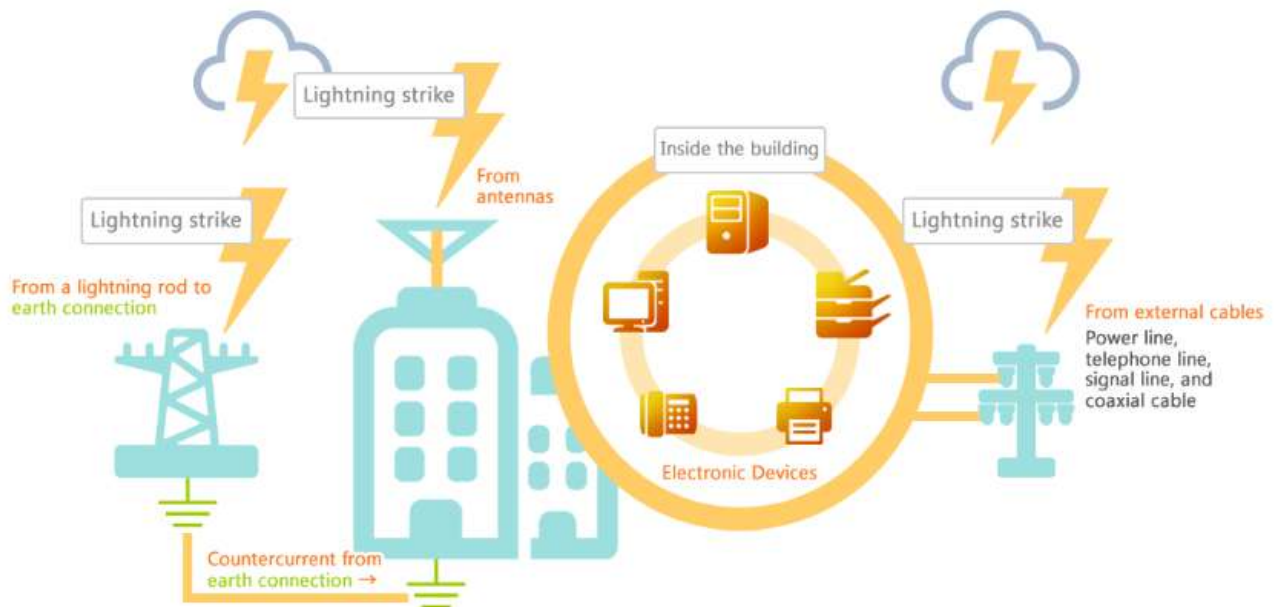 Lightning strike
Inside the building
From
antennas
Lightning strike
Lightning strike
From a lightning rod to
earth connection
From external cables
Power line,
telephone line,
signal line, and
coaxial cable
Electronic Devices
Countercurrent from
earth connection →